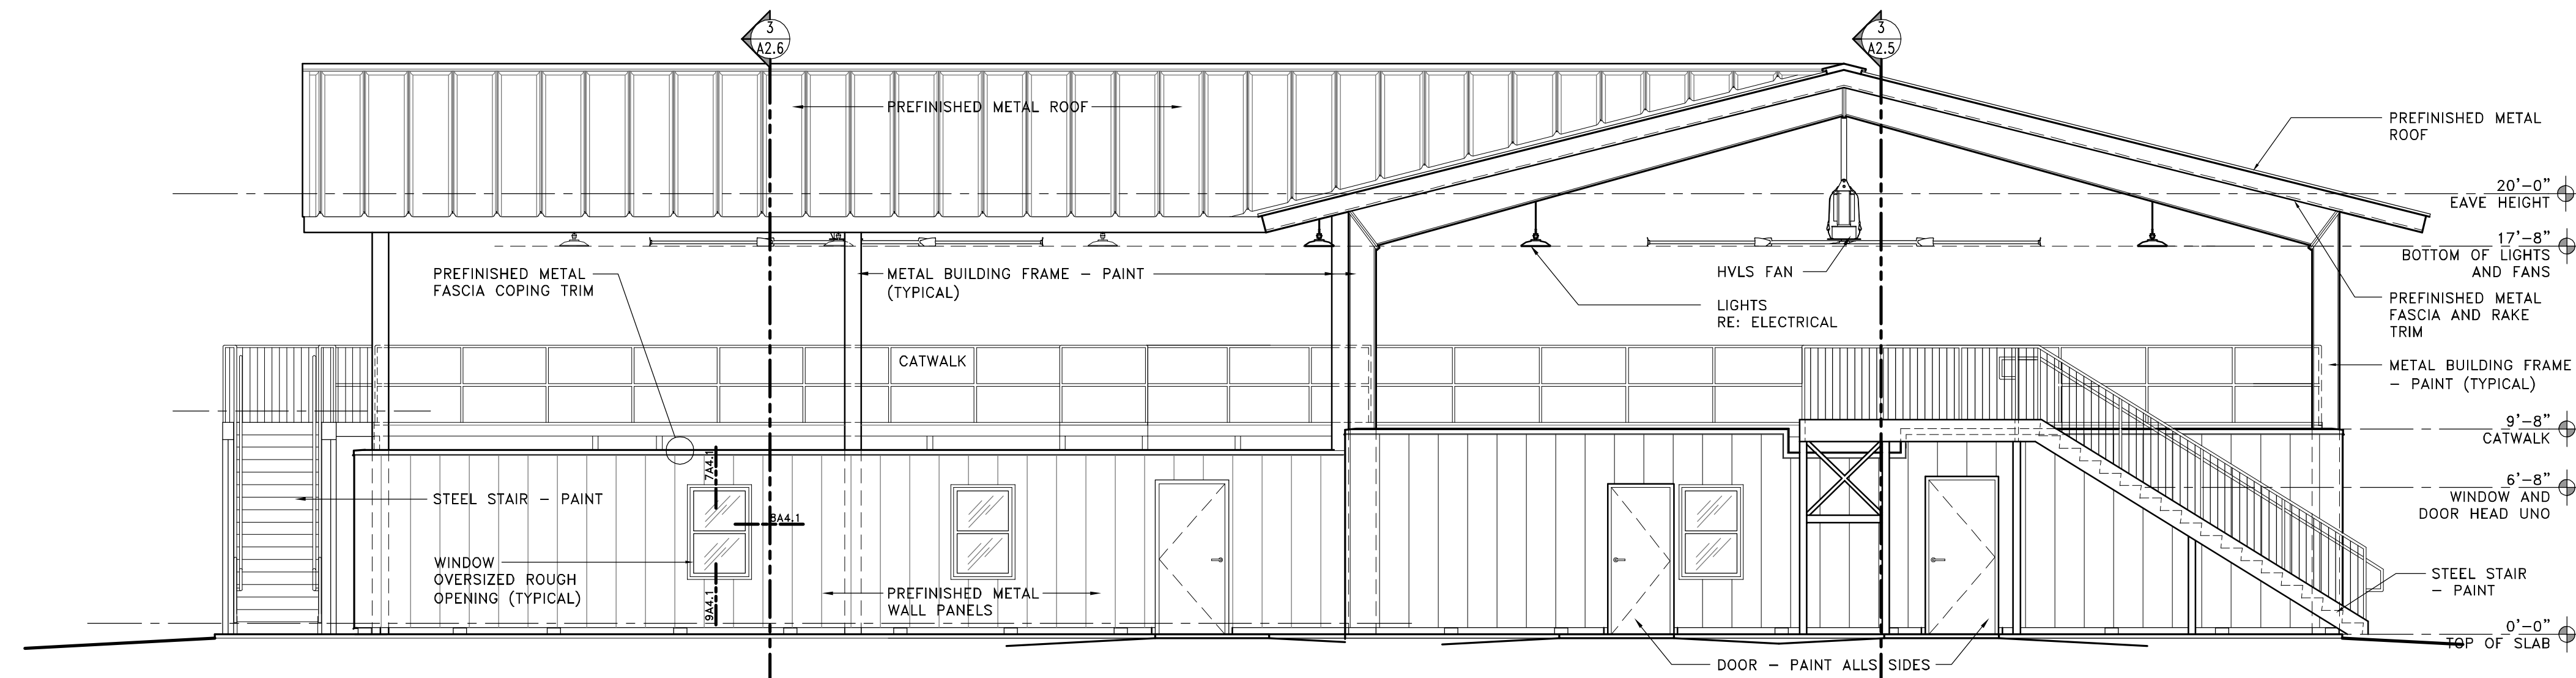 3
A2.6
3
A2.5
PREFINISHED METAL ROOF
PREFINISHED METAL
ROOF
20'-0"
EAVE HEIGHT
17'-8"
BOTTOM OF LIGHTS
AND FANS
PREFINISHED METAL
FASCIA COPING TRIM
METAL BUILDING FRAME - PAINT
(TYPICAL)
HVLS FAN
LIGHTS
RE: ELECTRICAL
PREFINISHED METAL
FASCIA AND RAKE
TRIM
CATWALK
METAL BUILDING FRAME
- PAINT (TYPICAL)
9'-8"
CATWALK
7A4.1
STEEL STAIR - PAINT
8A4.1
6'-8"
WINDOW AND
DOOR HEAD UNO
WINDOW
OVERSIZED ROUGH
OPENING (TYPICAL)
9A4.1
PREFINISHED METAL
WALL PANELS
STEEL STAIR
- PAINT
0'-0"
TOP OF SLAB
DOOR - PAINT ALLS SIDES